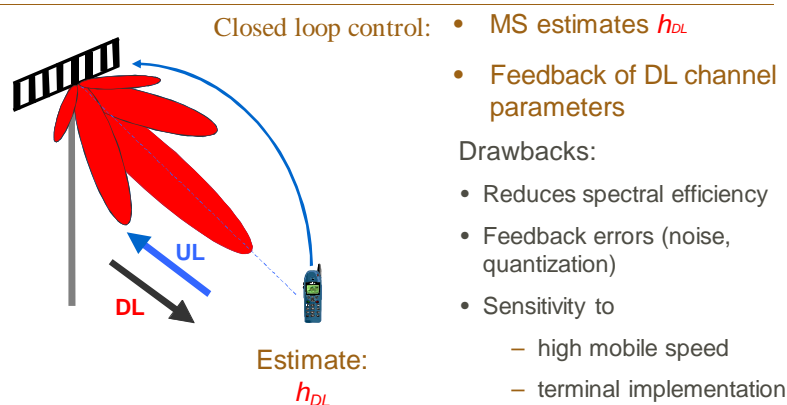 Closed loop control:
• MS estimates hDL
• Feedback of DL channel
parameters
Drawbacks:
• Reduces spectral efficiency
• Feedback errors (noise,
quantization)
• Sensitivity to
– high mobile speed
– terminal implementation
UL
DL
Estimate:
hDL